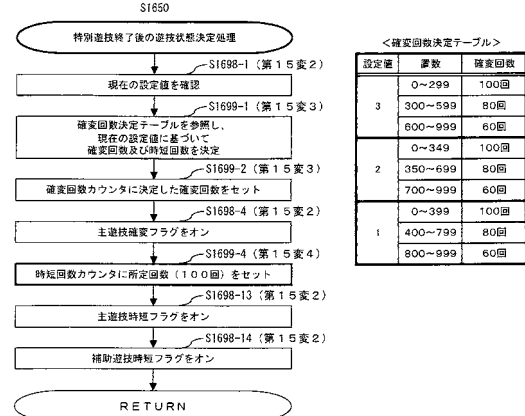 S1650
特別遊技終了後の遊技状態決定処理
S1698-1（第１５変２）
現在の設定値を確認
S1699-1（第１５変３）
確変回数決定テーブルを参照し、
現在の設定値に基づいて
確変回数及び時短回数を決定
S1699-2（第１５変３）
確変回数カウンタに決定した確変回数をセット
S1698-4（第１５変２）
主遊技確変フラグをオン
S1699-4（第１５変４）
時短回数カウンタに所定回数（１００回）をセット
S1698-13（第１５変２）
主遊技時短フラグをオン
S1698-14（第１５変２）
補助遊技時短フラグをオン
RETURN
＜確変回数決定テーブル＞
設定値 置数 確変回数
3 0～299 100回
300～599 80回
600～999 60回
2 0～349 100回
350～699 80回
700～999 60回
1 0～399 100回
400～799 80回
800～999 60回